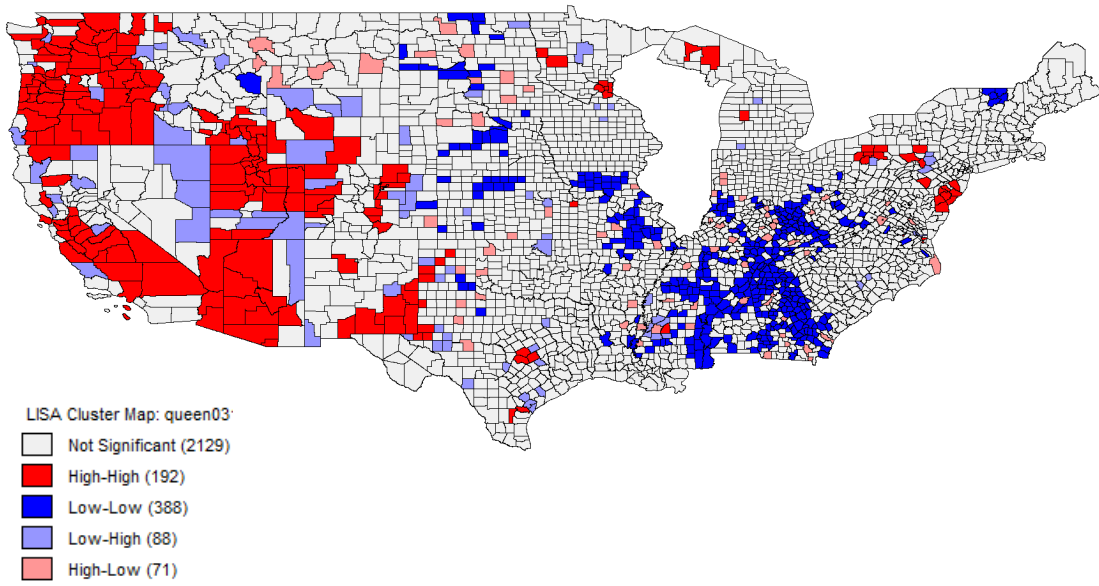 LISA Cluster Map: queen03
Not Significant (2129)
High-High (192)
Low-Low (388)
Low-High (88)
High-Low (71)